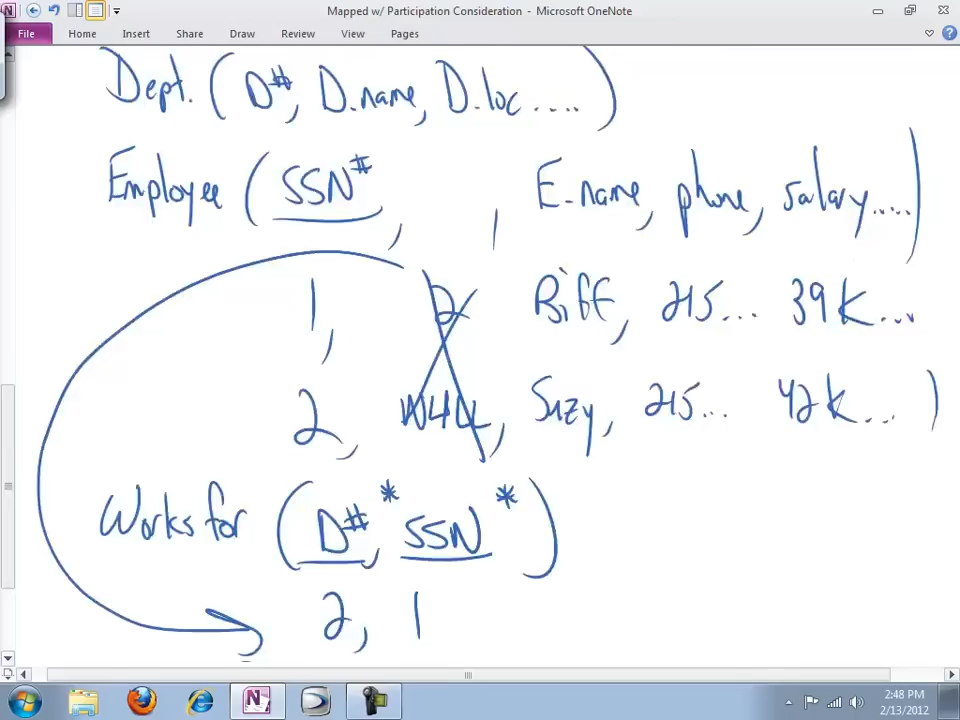 Mapped w/ Participation Consideration - Microsoft OneNote
File Home Insert Share Draw Review View Pages
Dept. (D#, D.name, D.loc.....)
Employee (SSN#, , E.name, phone, salary.....)
1, 2 Biff, 215... 39k...
2, NULL, Suzy, 215... 42k...)
Works for (D#*, SSN*)
2, 1
2:48 PM
2/13/2012